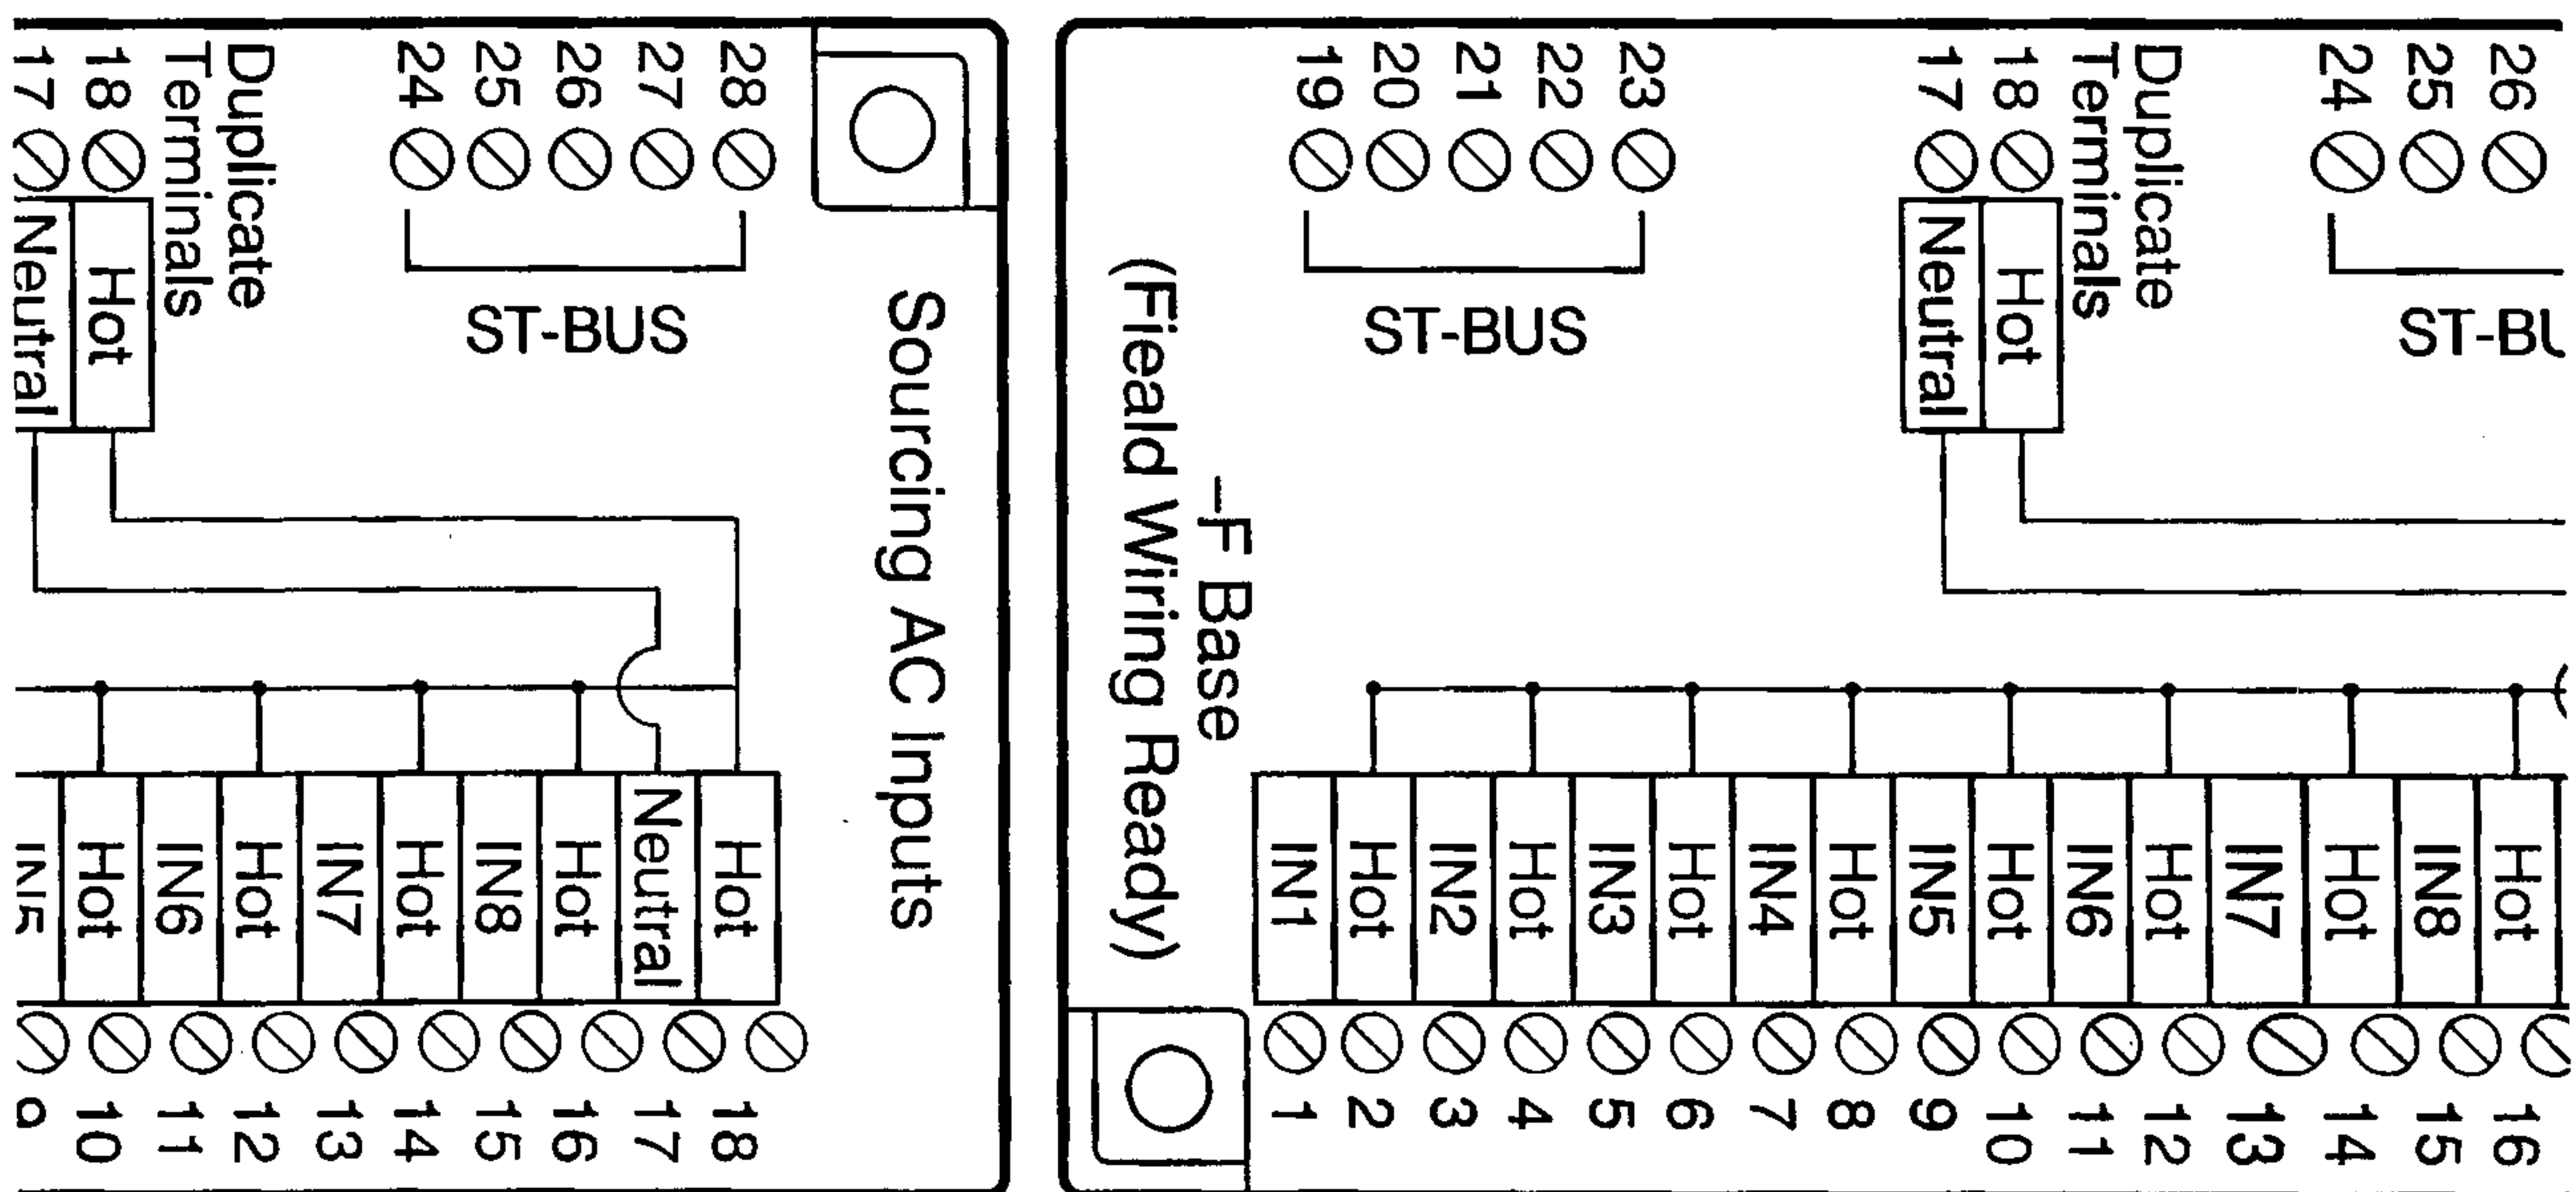 17
18
Duplicate
Terminals
24
25
26
27
28
Neutral
Hot
ST-BUS
Sourcing AC Inputs
IN5
Hot
IN6
Hot
IN7
Hot
IN8
Hot
Neutral
Hot
9
10
11
12
13
14
15
16
17
18
19
20
21
22
23
ST-BUS
–F Base
(Fieald Wiring Ready)
17
18
Duplicate
Terminals
Neutral
Hot
24
25
26
IN1
Hot
IN2
Hot
IN3
Hot
IN4
Hot
IN5
Hot
IN6
Hot
IN7
Hot
IN8
Hot
1
2
3
4
5
6
7
8
9
10
11
12
13
14
15
16